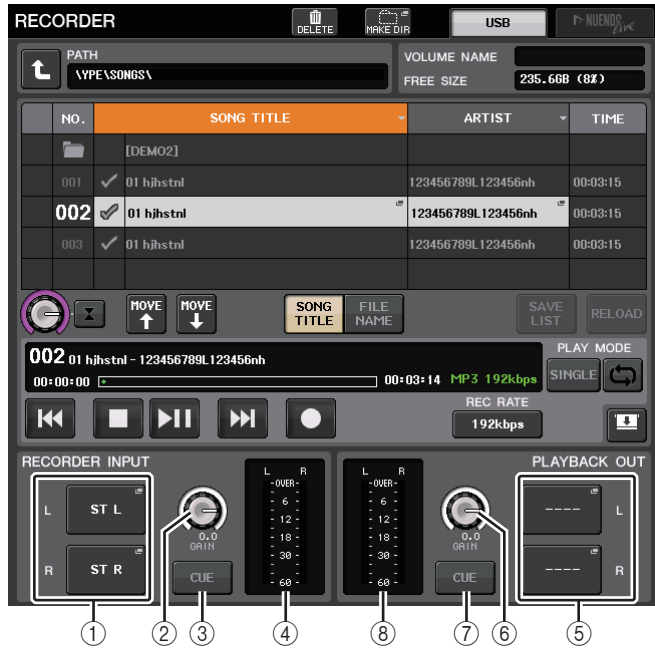 RECORDER
DELETE
MAKE DIR
USB
NUENDO Live
PATH
\YPE\SONGS\
VOLUME NAME
FREE SIZE
235.6GB (8%)
NO.
SONG TITLE
ARTIST
TIME
[DEMO2]
001
01 hjhstnl
123456789L123456nh
00:03:15
002
01 hjhstnl
123456789L123456nh
00:03:15
003
01 hjhstnl
123456789L123456nh
00:03:15
MOVE
MOVE
SONG TITLE
FILE NAME
SAVE LIST
RELOAD
002 01 hjhstnl - 123456789L123456nh
00:00:00
00:03:14
MP3 192kbps
PLAY MODE
SINGLE
REC RATE
192kbps
RECORDER INPUT
L
ST L
R
ST R
0.0
GAIN
CUE
L R
-OVER-
6
12
18
30
60
L R
-OVER-
6
12
18
30
60
PLAYBACK OUT
0.0
GAIN
CUE
----
L
----
R
① ② ③ ④ ⑧ ⑦ ⑥ ⑤